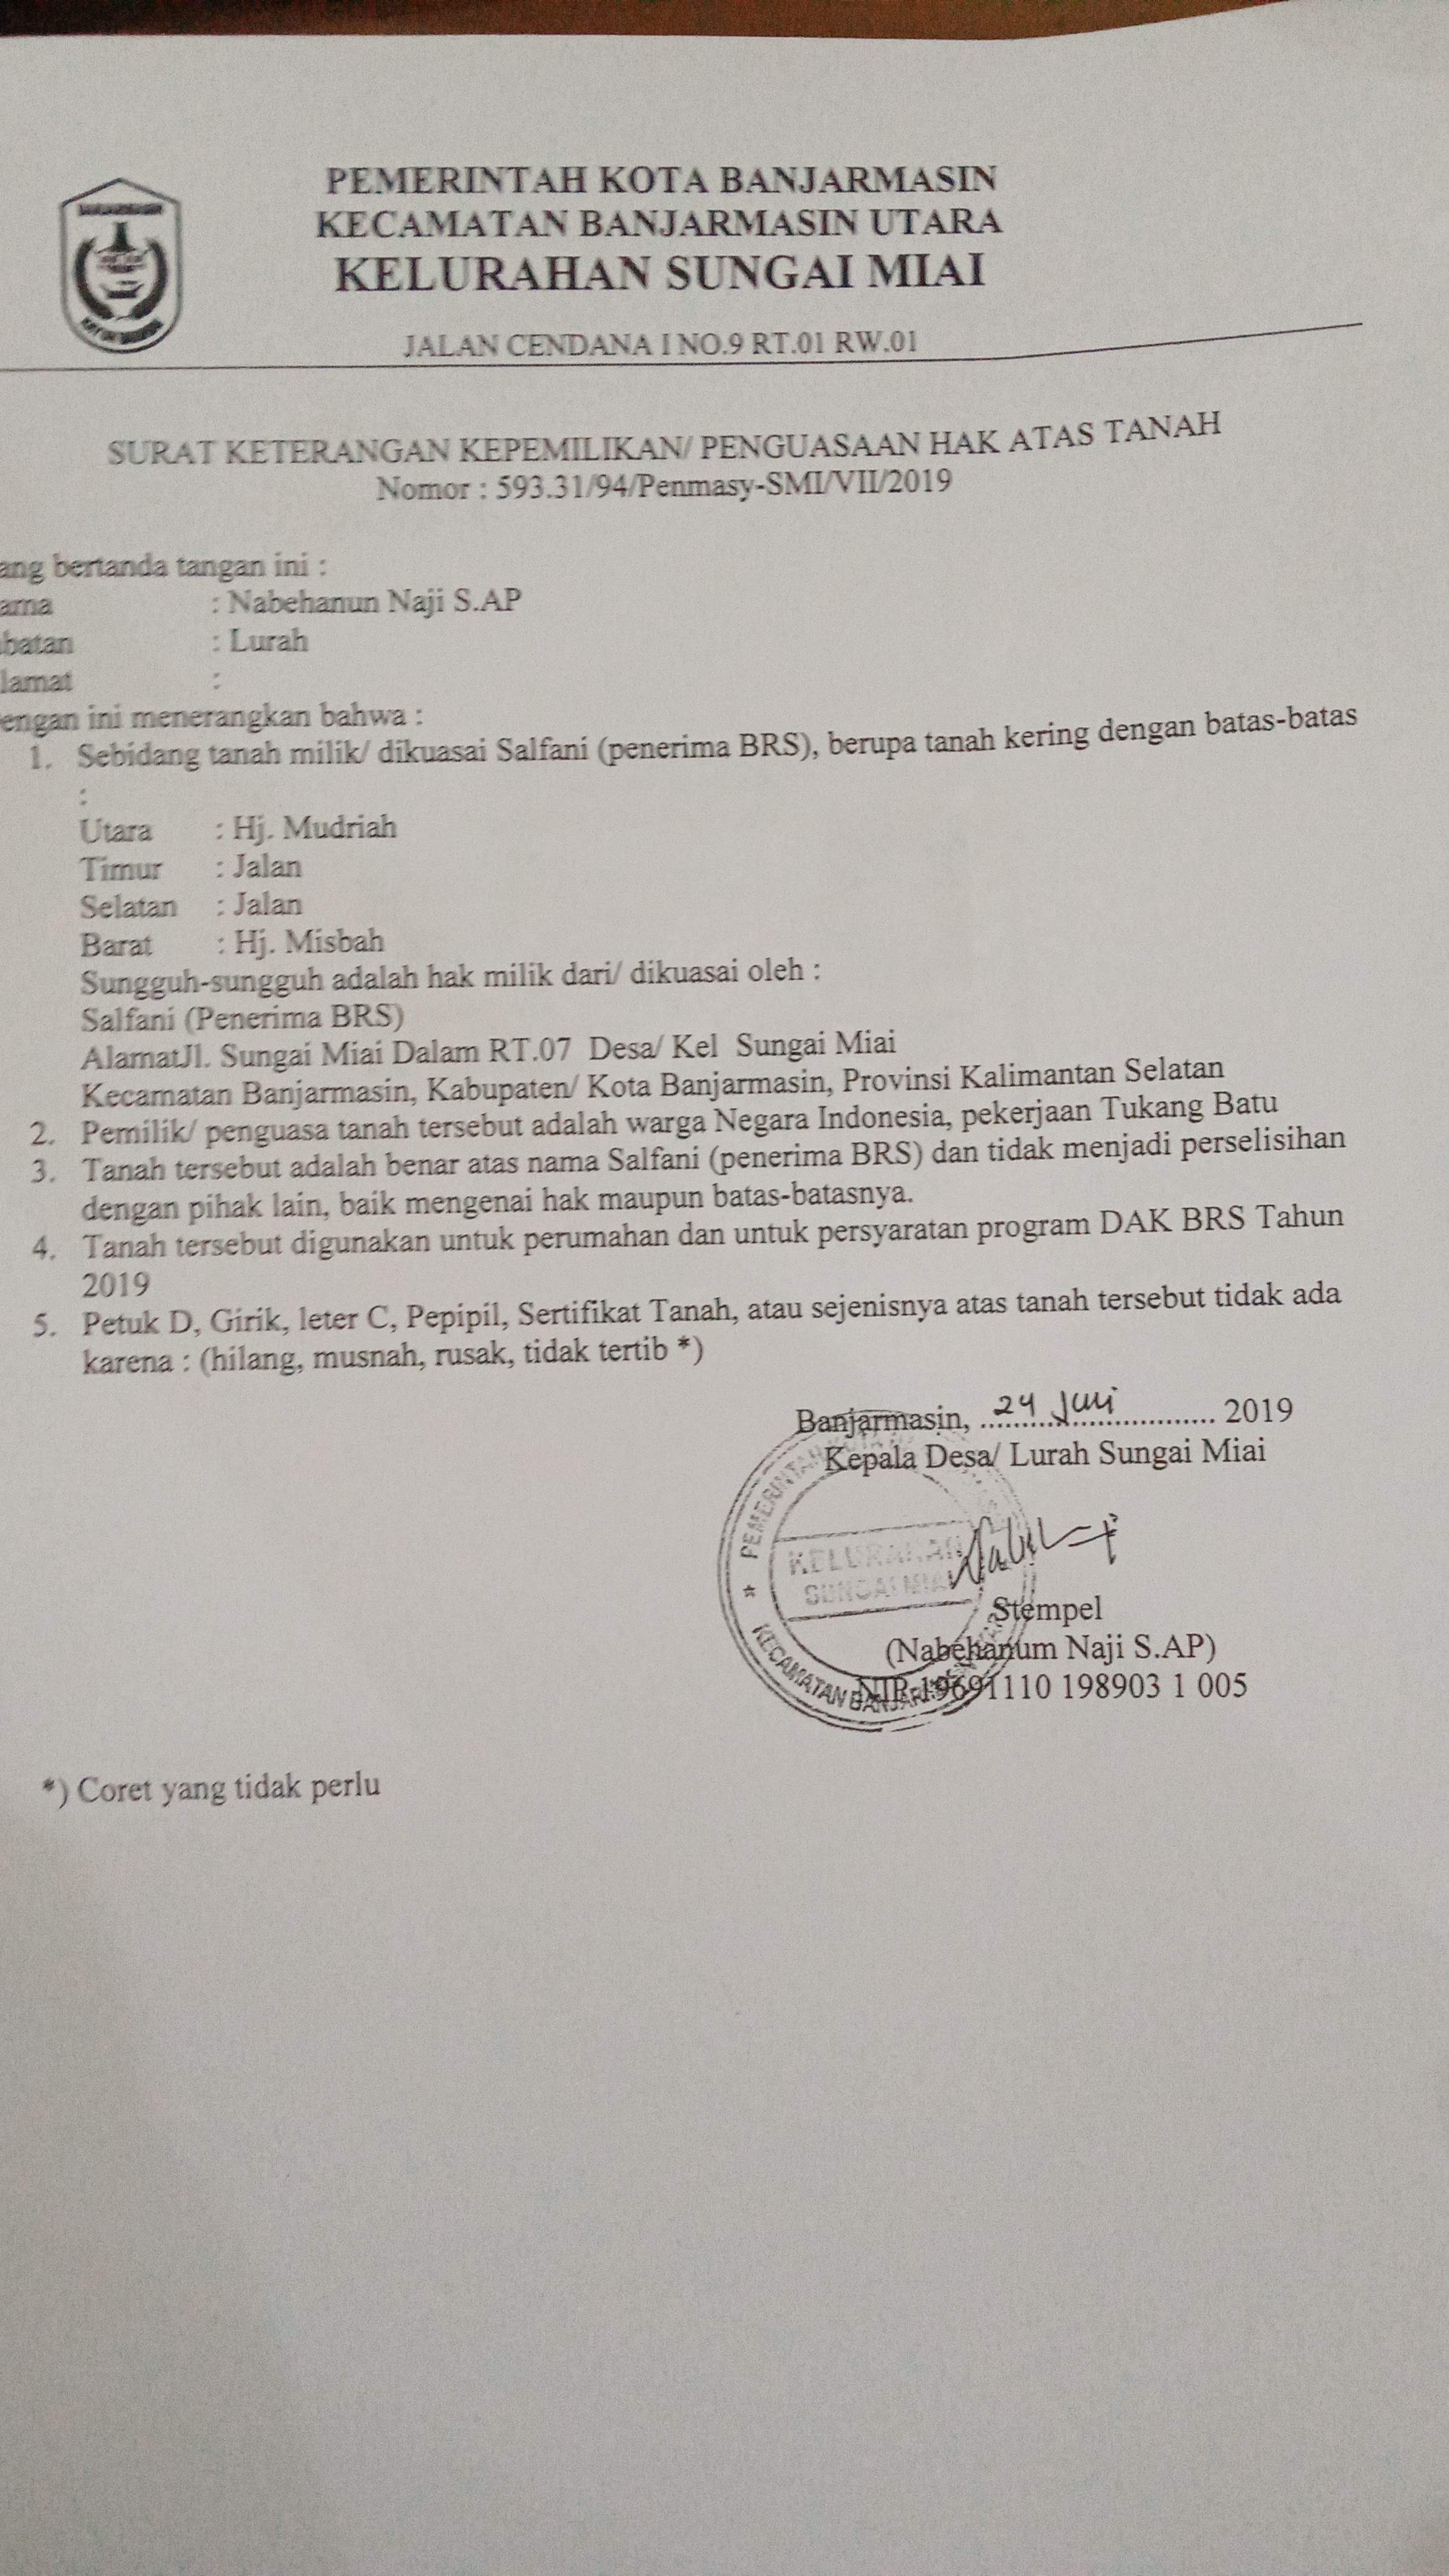 PEMERINTAH KOTA BANJARMASIN
KECAMATAN BANJARMASIN UTARA
KELURAHAN SUNGAI MIAI
JALAN CENDANA I NO.9 RT.01 RW.01
SURAT KETERANGAN KEPEMILIKAN/ PENGUASAAN HAK ATAS TANAH
Nomor : 593.31/94/Penmasy-SMI/VII/2019
ang bertanda tangan ini :
ama : Nabehanun Naji S.AP
batan : Lurah
lamat :
engan ini menerangkan bahwa :
1. Sebidang tanah milik/ dikuasai Salfani (penerima BRS), berupa tanah kering dengan batas-batas
:
Utara : Hj. Mudriah
Timur : Jalan
Selatan : Jalan
Barat : Hj. Misbah
Sungguh-sungguh adalah hak milik dari/ dikuasai oleh :
Salfani (Penerima BRS)
AlamatJl. Sungai Miai Dalam RT.07 Desa/ Kel Sungai Miai
Kecamatan Banjarmasin, Kabupaten/ Kota Banjarmasin, Provinsi Kalimantan Selatan
2. Pemilik/ penguasa tanah tersebut adalah warga Negara Indonesia, pekerjaan Tukang Batu
3. Tanah tersebut adalah benar atas nama Salfani (penerima BRS) dan tidak menjadi perselisihan
dengan pihak lain, baik mengenai hak maupun batas-batasnya.
4. Tanah tersebut digunakan untuk perumahan dan untuk persyaratan program DAK BRS Tahun
2019
5. Petuk D, Girik, leter C, Pepipil, Sertifikat Tanah, atau sejenisnya atas tanah tersebut tidak ada
karena : (hilang, musnah, rusak, tidak tertib *)
Banjarmasin, ...24 Juni............... 2019
Kepala Desa/ Lurah Sungai Miai
KELURAHAN
SUNGAI MIAI
KECAMATAN
Stempel
(Nabehanum Naji S.AP)
NIP.19691110 198903 1 005
*) Coret yang tidak perlu